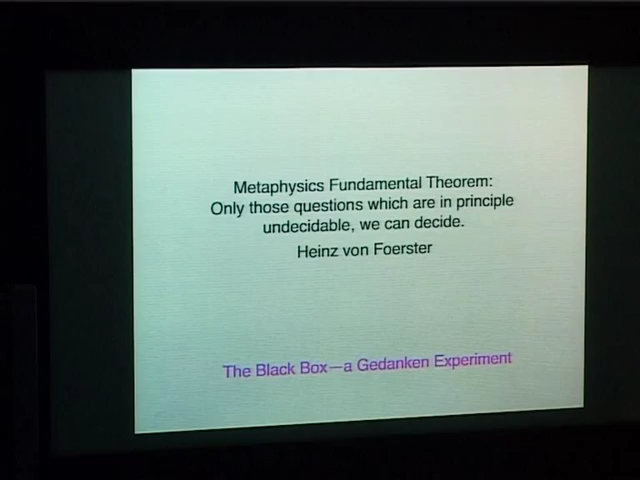 Metaphysics Fundamental Theorem:
Only those questions which are in principle
undecidable, we can decide.
Heinz von Foerster
The Black Box—a Gedanken Experiment